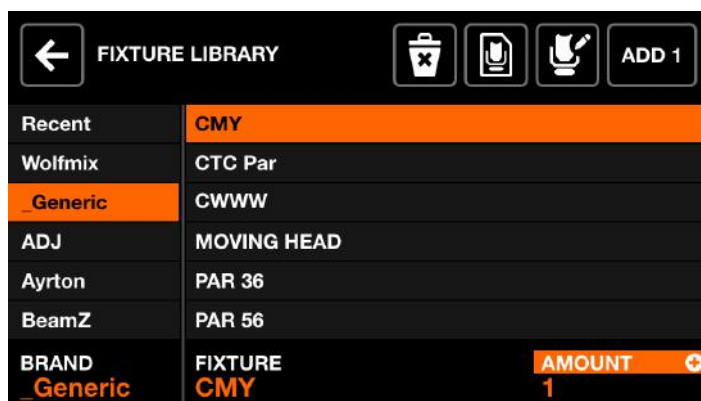 FIXTURE LIBRARY
ADD 1
Recent
CMY
Wolfmix
CTC Par
_Generic
CWWW
ADJ
MOVING HEAD
Ayrton
PAR 36
BeamZ
PAR 56
BRAND
FIXTURE
AMOUNT
_Generic
CMY
1